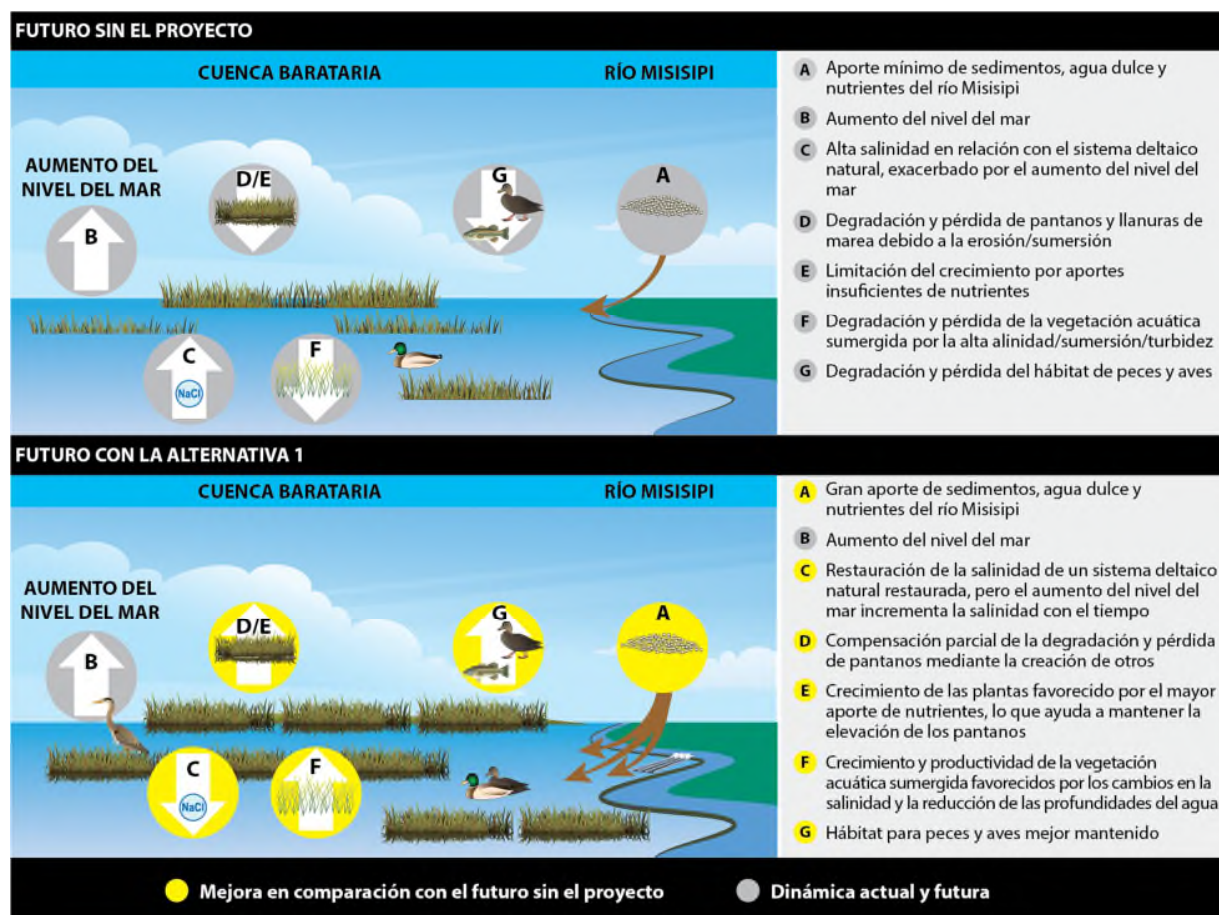 FUTURO SIN EL PROYECTO
CUENCA BARATARIA
RÍO MISISIPI
AUMENTO DEL
NIVEL DEL MAR
B
D/E
G
A
C
NaCl
F
A Aporte mínimo de sedimentos, agua dulce y
nutrientes del río Misisipi
B Aumento del nivel del mar
C Alta salinidad en relación con el sistema deltaico
natural, exacerbado por el aumento del nivel del
mar
D Degradación y pérdida de pantanos y llanuras de
marea debido a la erosión/sumersión
E Limitación del crecimiento por aportes
insuficientes de nutrientes
F Degradación y pérdida de la vegetación acuática
sumergida por la alta alinidad/sumersión/turbidez
G Degradación y pérdida del hábitat de peces y aves
FUTURO CON LA ALTERNATIVA 1
CUENCA BARATARIA
RÍO MISISIPI
AUMENTO DEL
NIVEL DEL MAR
B
D/E
G
A
C
NaCl
F
A Gran aporte de sedimentos, agua dulce y
nutrientes del río Misisipi
B Aumento del nivel del mar
C Restauración de la salinidad de un sistema deltaico
natural restaurada, pero el aumento del nivel del
mar incrementa la salinidad con el tiempo
D Compensación parcial de la degradación y pérdida
de pantanos mediante la creación de otros
E Crecimiento de las plantas favorecido por el mayor
aporte de nutrientes, lo que ayuda a mantener la
elevación de los pantanos
F Crecimiento y productividad de la vegetación
acuática sumergida favorecidos por los cambios en la
salinidad y la reducción de las profundidades del agua
G Hábitat para peces y aves mejor mantenido
Mejora en comparación con el futuro sin el proyecto
Dinámica actual y futura